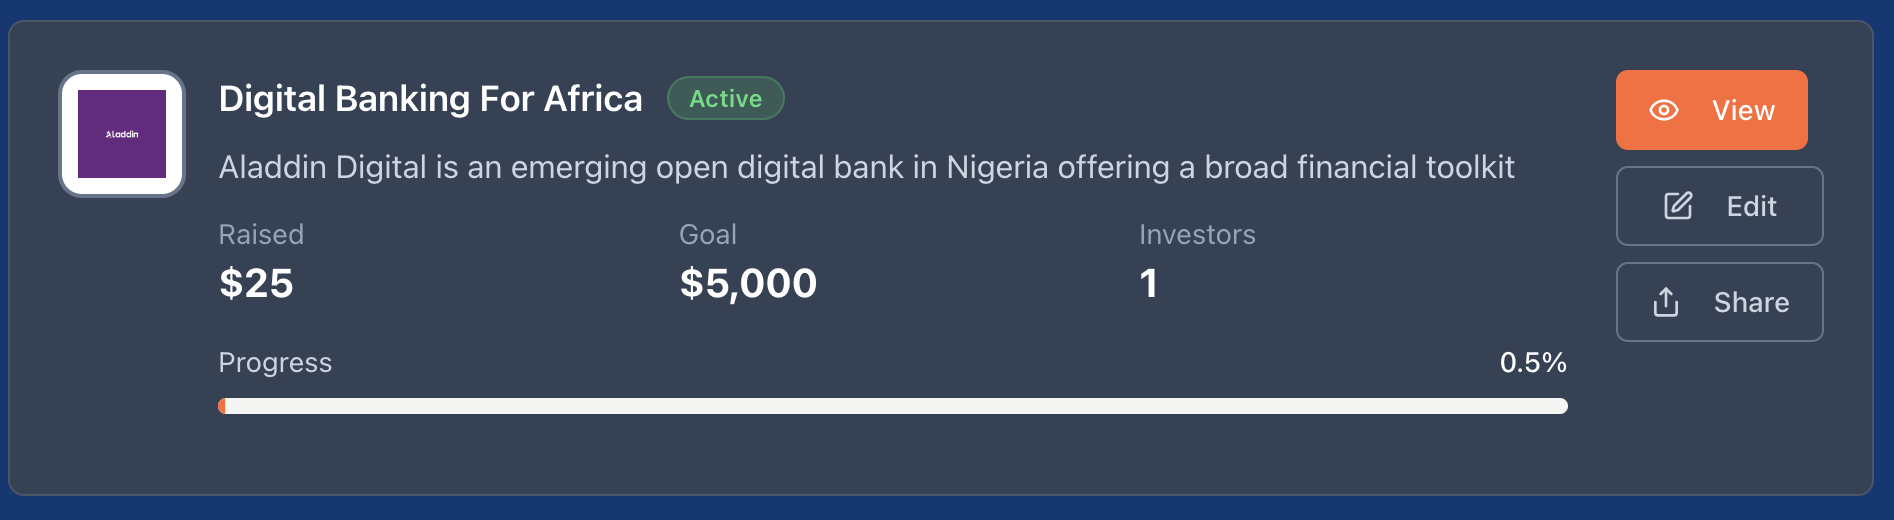 Aladdin
Digital Banking For Africa
Active
Aladdin Digital is an emerging open digital bank in Nigeria offering a broad financial toolkit
Raised
$25
Goal
$5,000
Investors
1
Progress
0.5%
View
Edit
Share